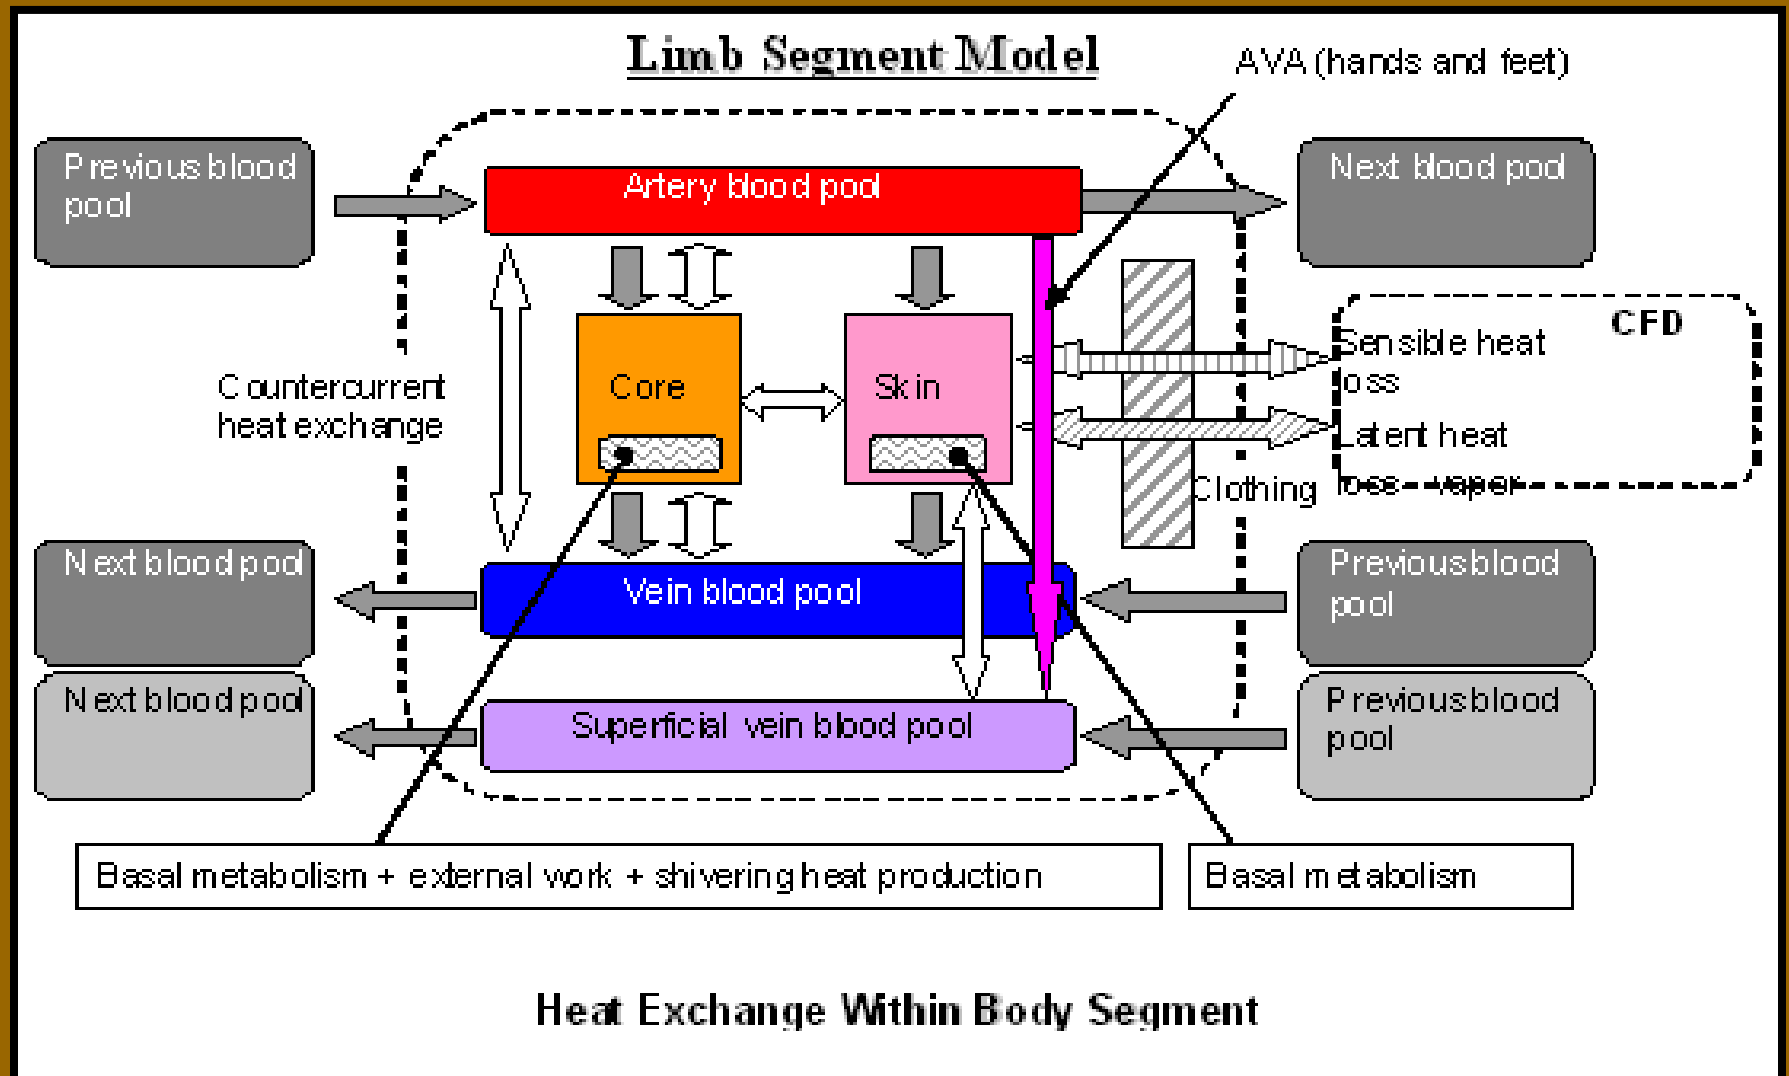 Limb Segment Model
AVA (hands and feet)
Previous blood
pool
Artery blood pool
Next blood pool
CFD
Sensible heat
loss
Countercurrent
heat exchange
Core
Skin
Latent heat
loss - vapor
Clothing
Next blood pool
Vein blood pool
Previous blood
pool
Next blood pool
Superficial vein blood pool
Previous blood
pool
Basal metabolism + external work + shivering heat production
Basal metabolism
Heat Exchange Within Body Segment